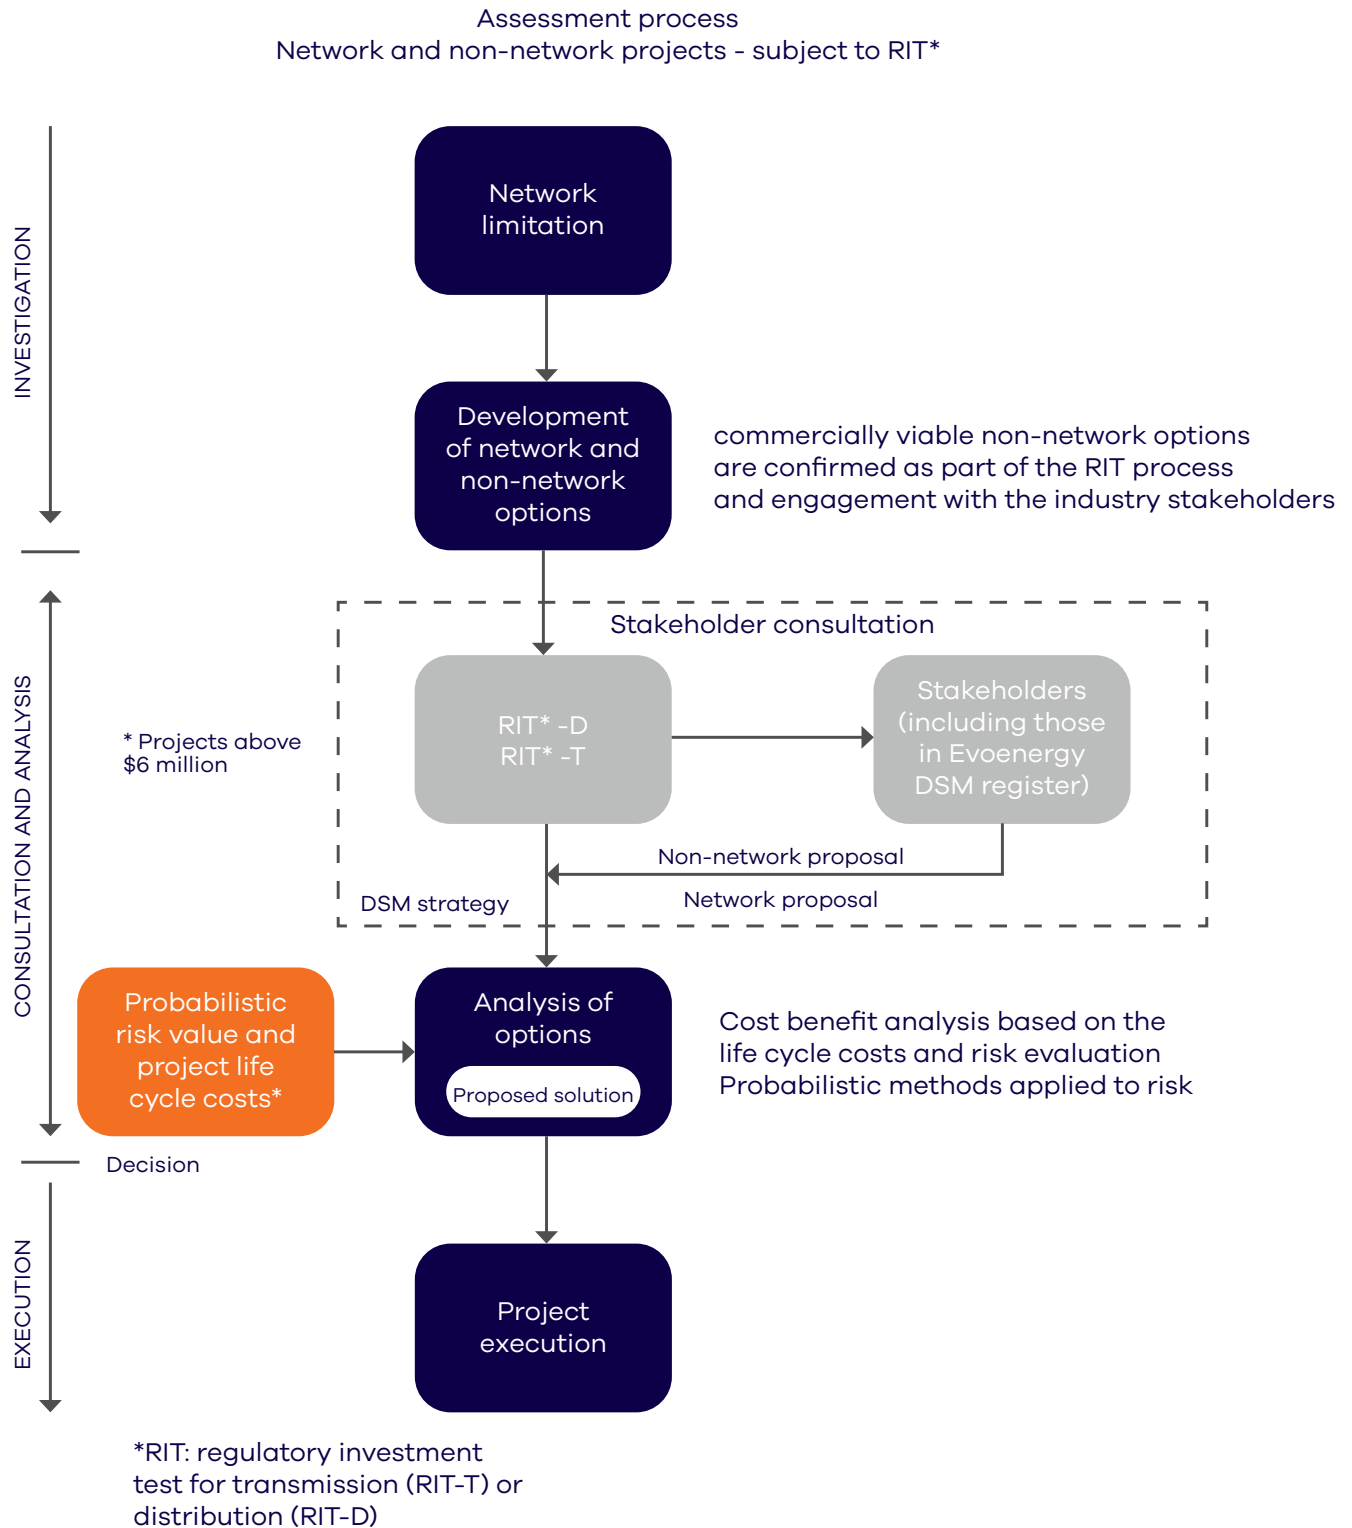 Assessment process
Network and non-network projects - subject to RIT*
INVESTIGATION
Network
limitation
Development
of network and
non-network
options
commercially viable non-network options
are confirmed as part of the RIT process
and engagement with the industry stakeholders
CONSULTATION AND ANALYSIS
* Projects above
$6 million
Stakeholder consultation
RIT* -D
RIT* -T
Stakeholders
(including those
in Evoenergy
DSM register)
Non-network proposal
DSM strategy
Network proposal
Probabilistic
risk value and
project life
cycle costs*
Analysis of
options
Proposed solution
Cost benefit analysis based on the
life cycle costs and risk evaluation
Probabilistic methods applied to risk
Decision
EXECUTION
Project
execution
*RIT: regulatory investment
test for transmission (RIT-T) or
distribution (RIT-D)